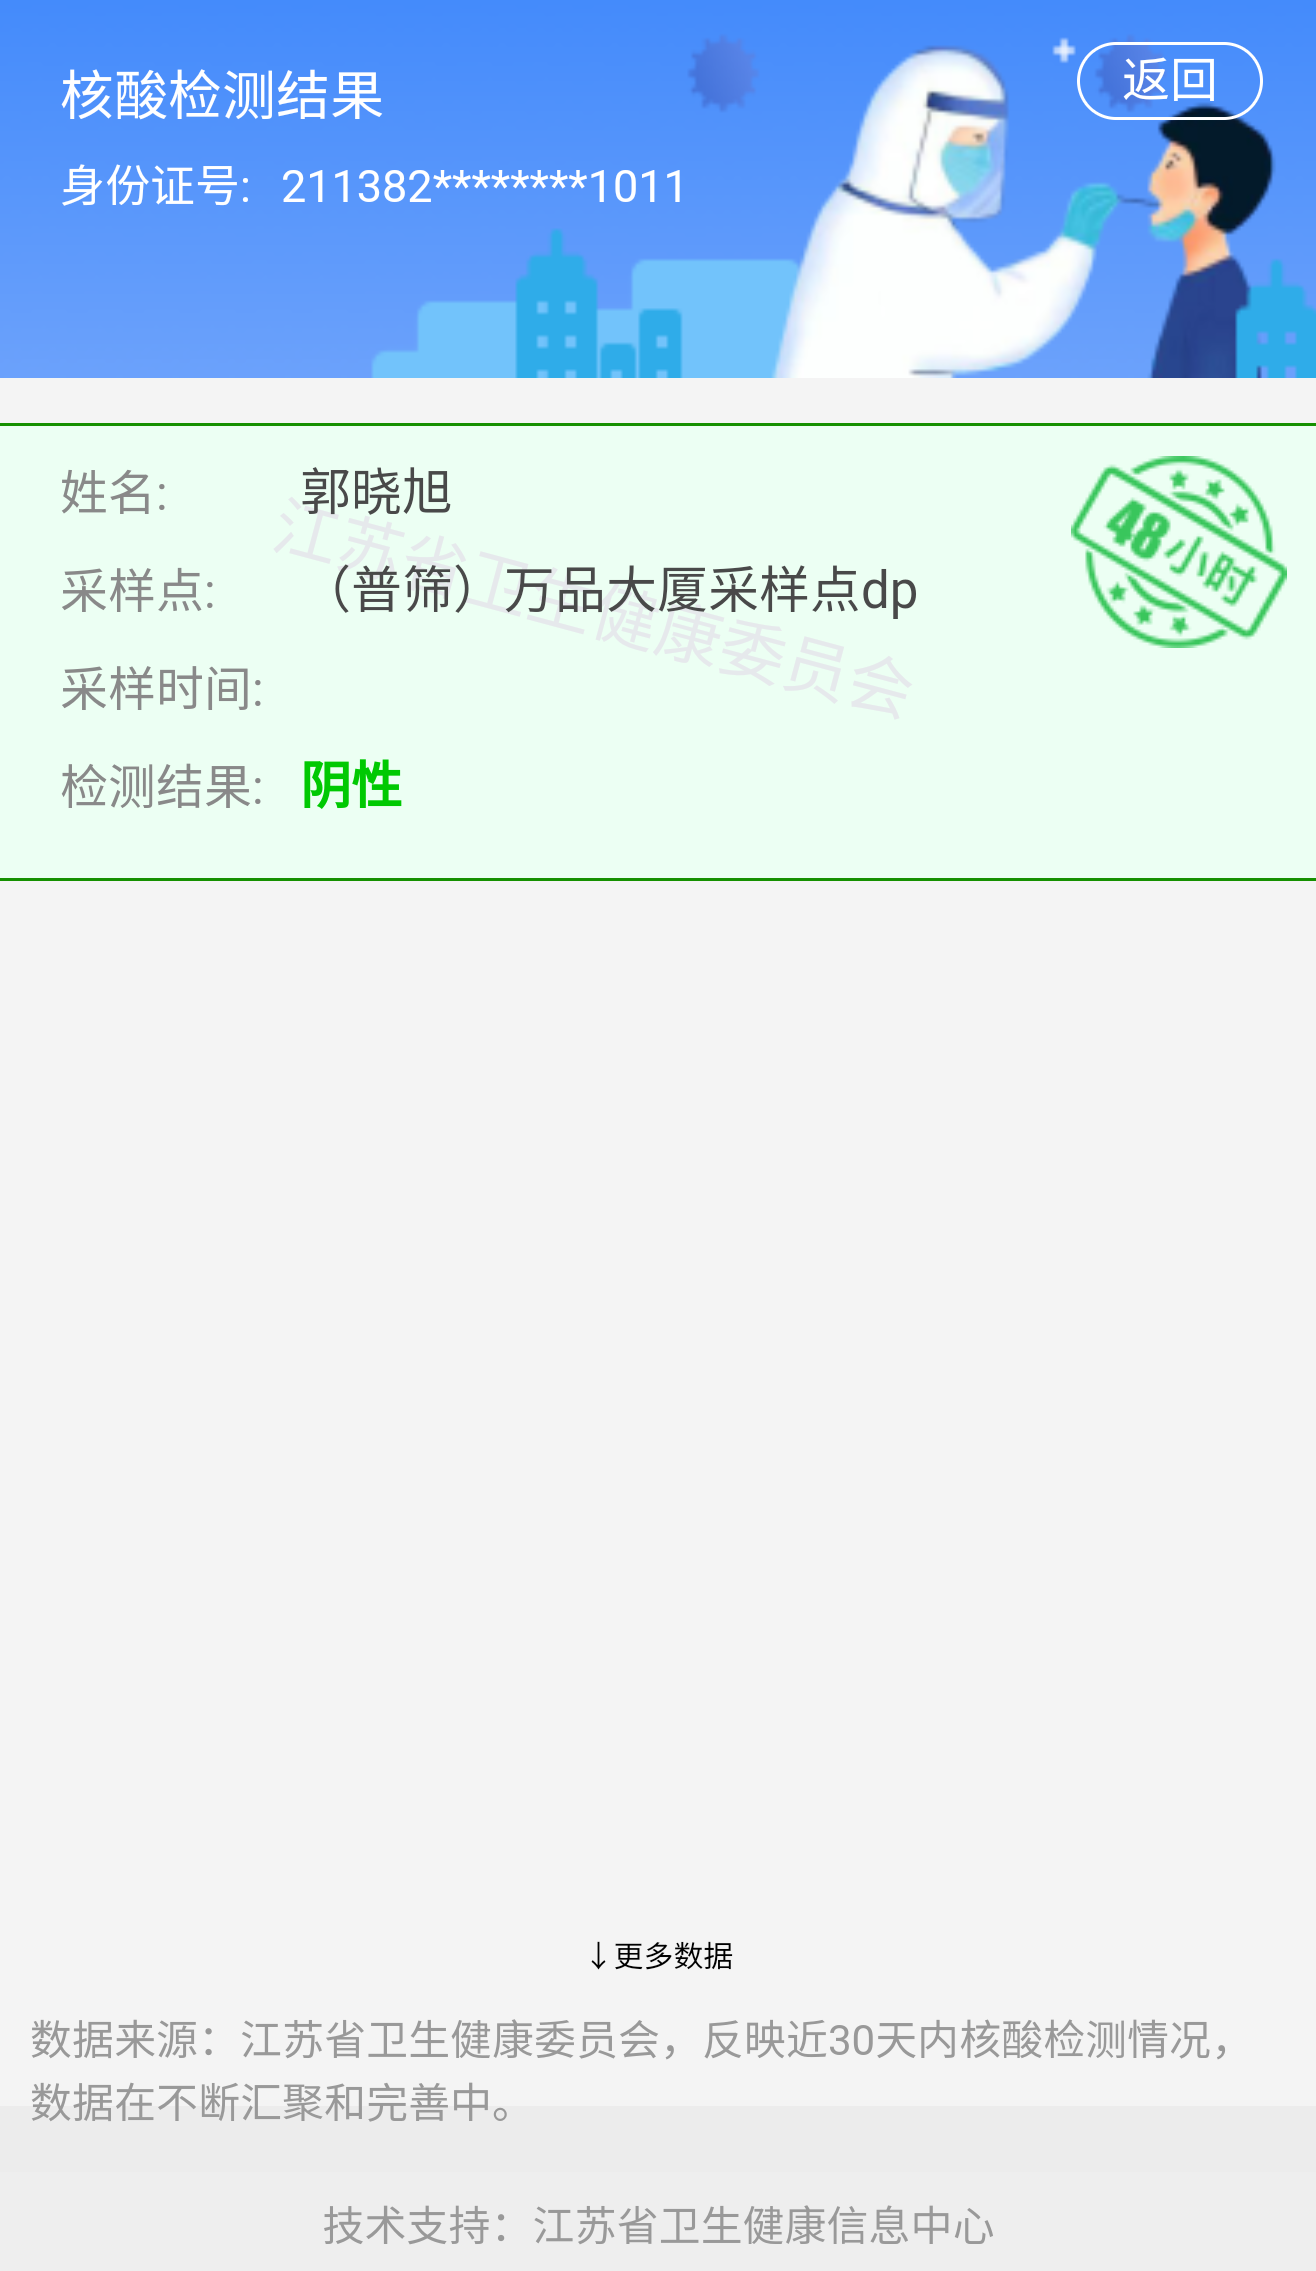 核酸检测结果
返回
身份证号: 211382********1011
姓名: 郭晓旭
48小时
采样点: （普筛）万品大厦采样点dp
江苏省卫生健康委员会
采样时间:
检测结果: 阴性
↓更多数据
数据来源：江苏省卫生健康委员会，反映近30天内核酸检测情况，
数据在不断汇聚和完善中。
技术支持：江苏省卫生健康信息中心